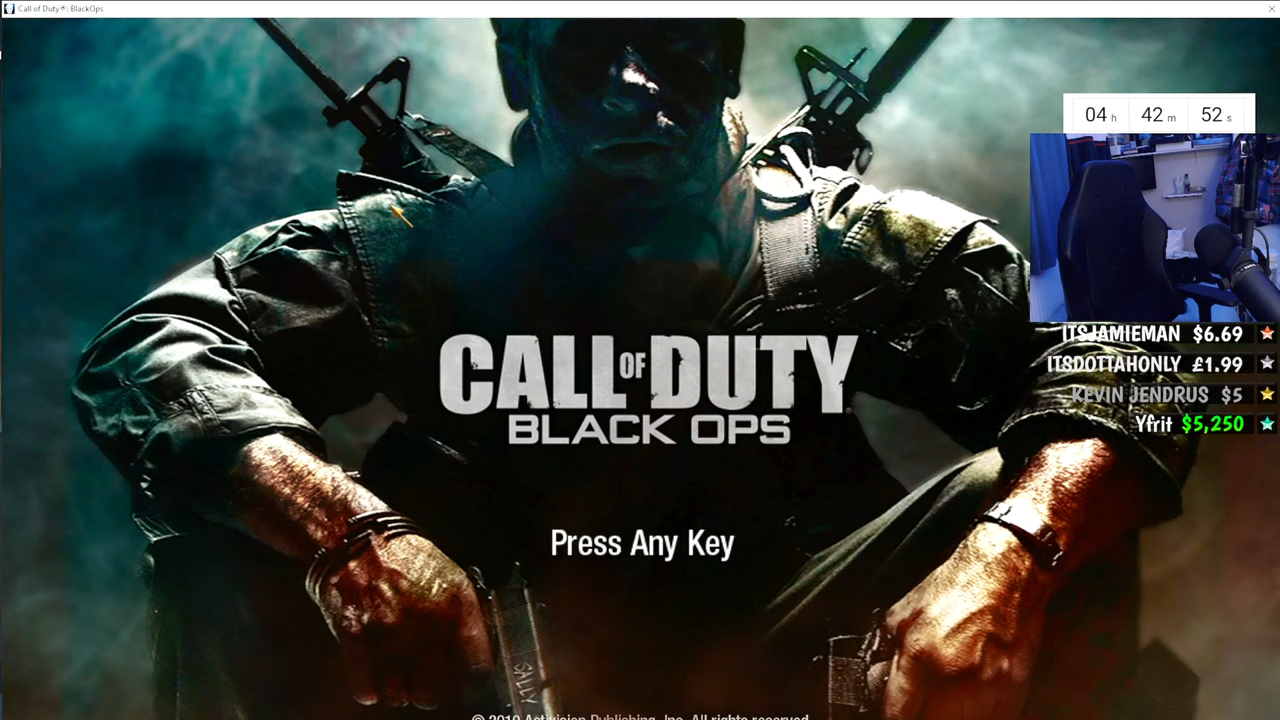 Call of Duty®: BlackOps
04 h 42 m 52 s
ITSJAMIEMAN $6.69
ITSDOTTAHONLY £1.99
KEVIN JENDRUS $5
Yfrit $5,250
CALL OF DUTY
BLACK OPS
Press Any Key
SALLY
© 2010 Activision Publishing, Inc. All rights reserved